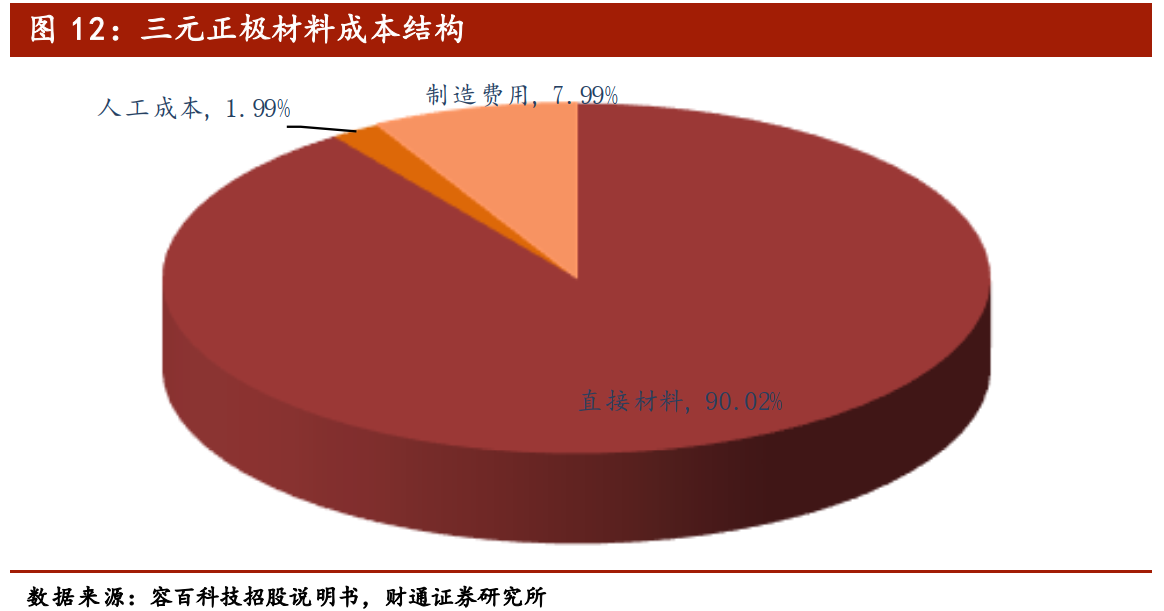 图 12：三元正极材料成本结构
制造费用, 7.99%
人工成本, 1.99%
直接材料, 90.02%
数据来源：容百科技招股说明书，财通证券研究所